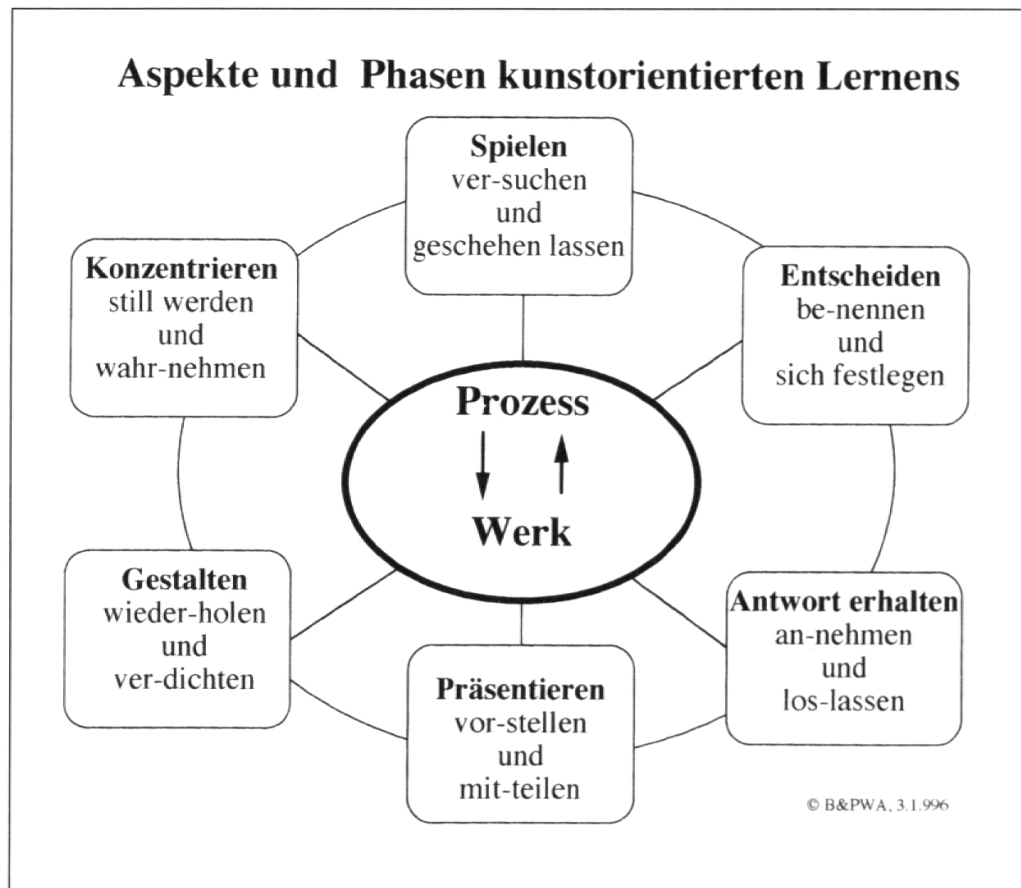 Aspekte und Phasen kunstorientierten Lernens
Spielen
ver-suchen
und
geschehen lassen
Konzentrieren
still werden
und
wahr-nehmen
Entscheiden
be-nennen
und
sich festlegen
Prozess
Werk
Gestalten
wieder-holen
und
ver-dichten
Präsentieren
vor-stellen
und
mit-teilen
Antwort erhalten
an-nehmen
und
los-lassen
© B&PWA, 3.1.996